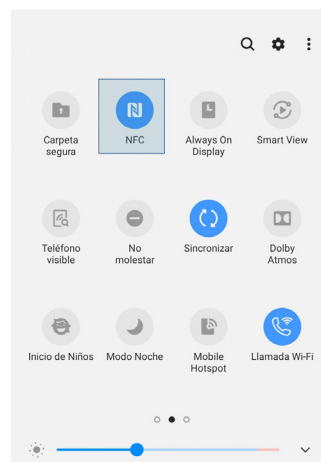 Carpeta
segura
NFC
Always On
Display
Smart View
Teléfono
visible
No
molestar
Sincronizar
Dolby
Atmos
Inicio de Niños
Modo Noche
Mobile
Hotspot
Llamada Wi-Fi